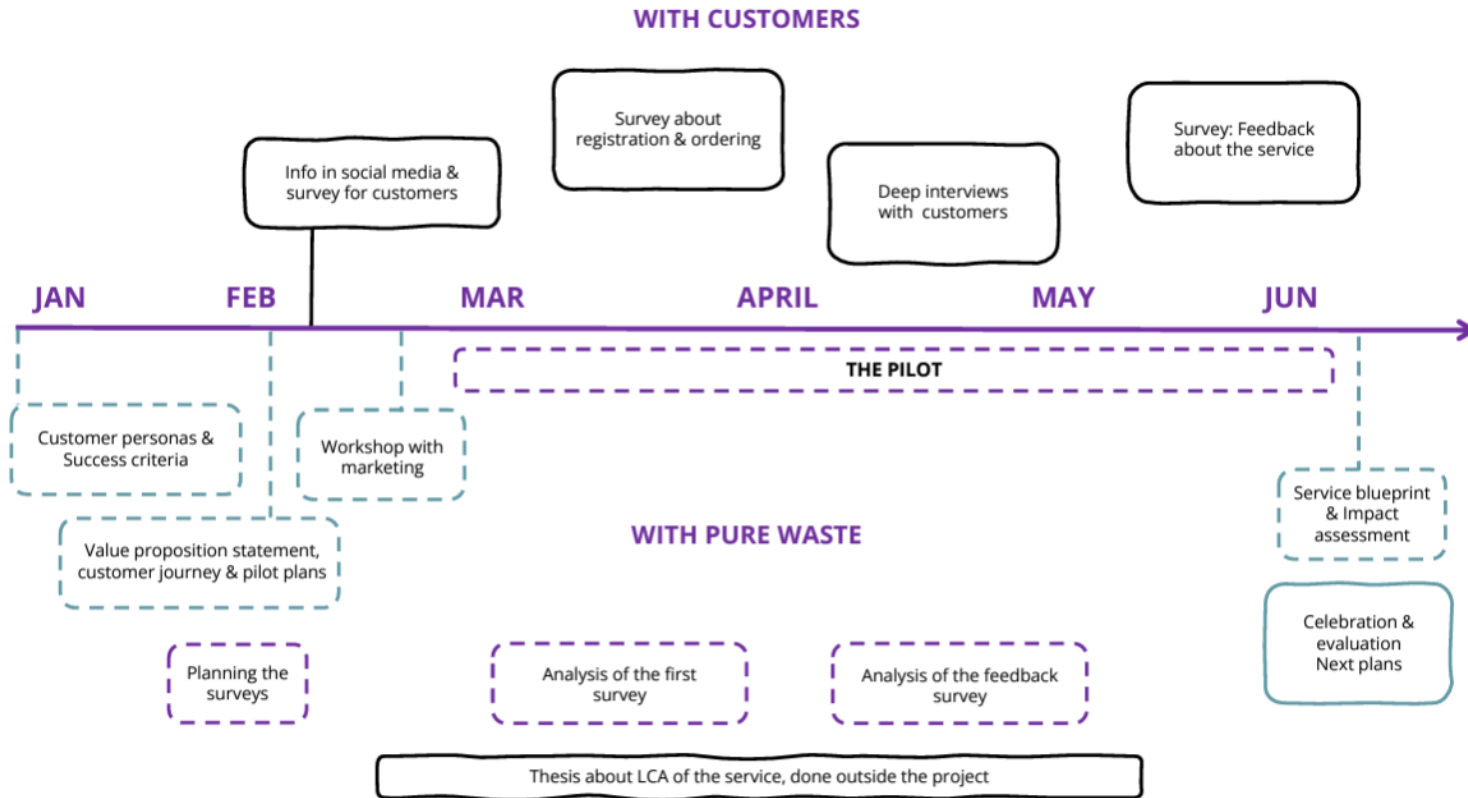 WITH CUSTOMERS
Survey about
registration & ordering
Survey: Feedback
about the service
Info in social media &
survey for customers
Deep interviews
with customers
JAN
FEB
MAR
APRIL
MAY
JUN
THE PILOT
Customer personas &
Success criteria
Workshop with
marketing
Value proposition statement,
customer journey & pilot plans
WITH PURE WASTE
Service blueprint
& Impact
assessment
Planning the
surveys
Analysis of the first
survey
Analysis of the feedback
survey
Celebration &
evaluation
Next plans
Thesis about LCA of the service, done outside the project